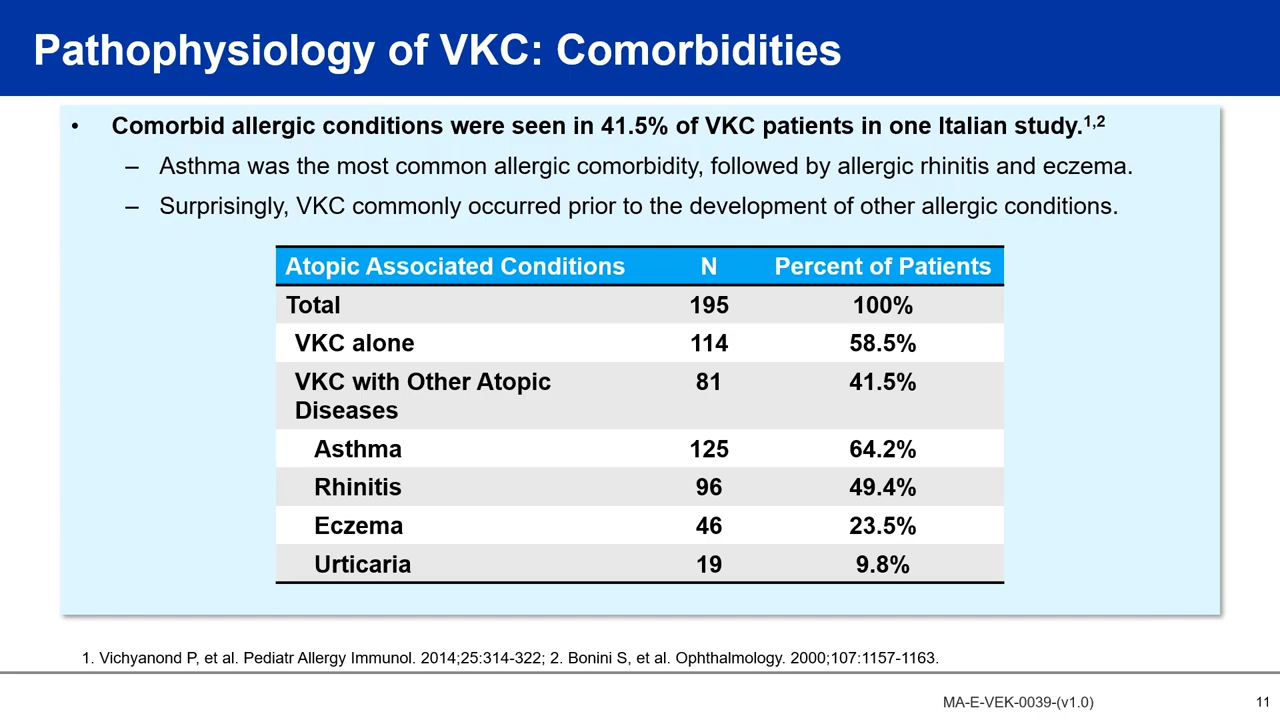 Pathophysiology of VKC: Comorbidities
• Comorbid allergic conditions were seen in 41.5% of VKC patients in one Italian study.1,2
– Asthma was the most common allergic comorbidity, followed by allergic rhinitis and eczema.
– Surprisingly, VKC commonly occurred prior to the development of other allergic conditions.
Atopic Associated Conditions N Percent of Patients
Total 195 100%
VKC alone 114 58.5%
VKC with Other Atopic 81 41.5%
Diseases
Asthma 125 64.2%
Rhinitis 96 49.4%
Eczema 46 23.5%
Urticaria 19 9.8%
1. Vichyanond P, et al. Pediatr Allergy Immunol. 2014;25:314-322; 2. Bonini S, et al. Ophthalmology. 2000;107:1157-1163.
MA-E-VEK-0039-(v1.0) 11